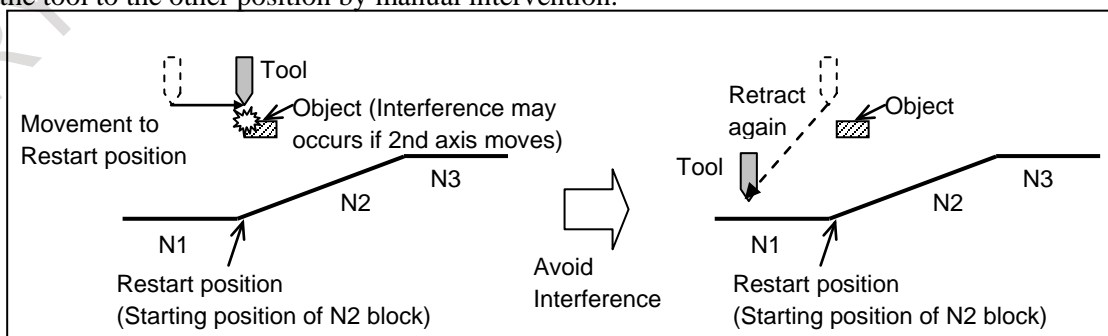 the tool to the other position by manual intervention.
Tool
Object (Interference may
occurs if 2nd axis moves)
Movement to
Restart position
N3
N2
N1
Restart position
(Starting position of N2 block)
Avoid
Interference
Retract
again
Object
Tool
N3
N2
N1
Restart position
(Starting position of N2 block)